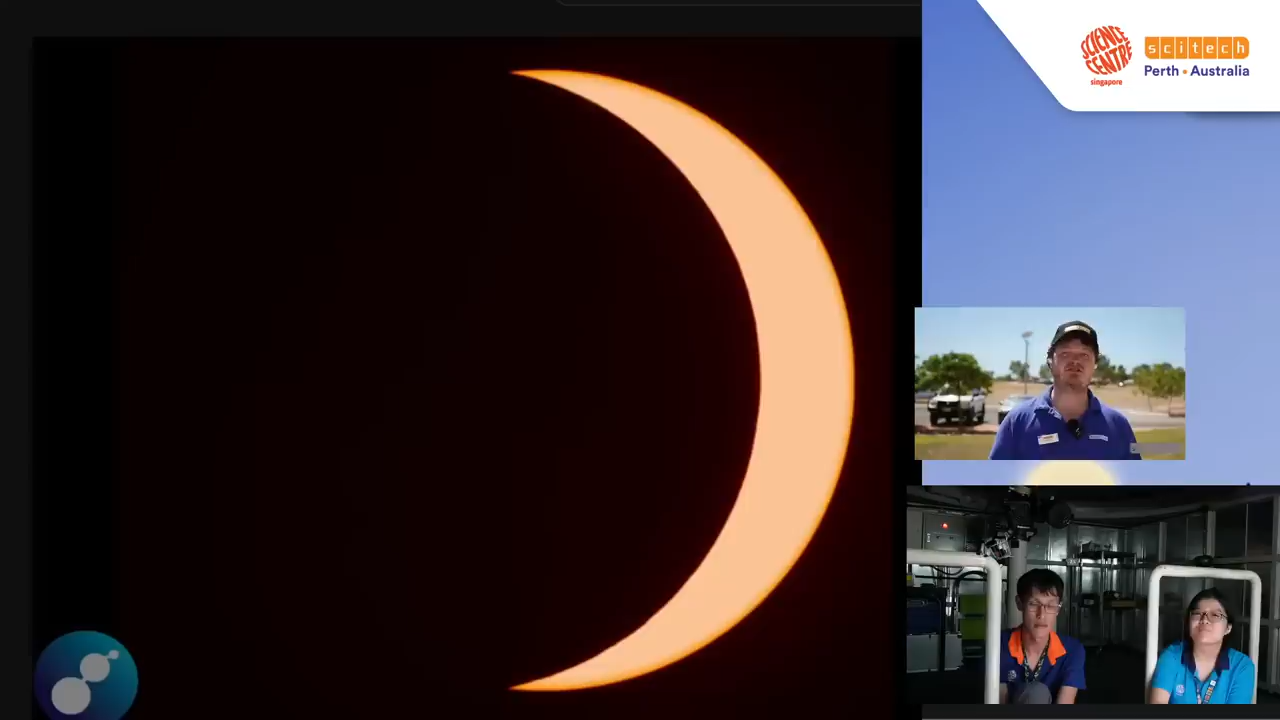 SCIENCE
CENTRE
singapore
scitech
Perth • Australia